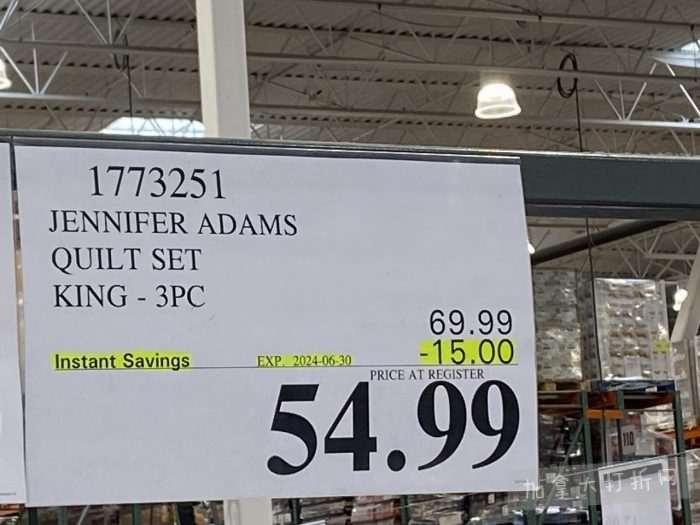 1773251
JENNIFER ADAMS
QUILT SET
KING - 3PC
69.99
Instant Savings EXP. 2024-06-30 -15.00
PRICE AT REGISTER
54.99
110
加拿大打折网